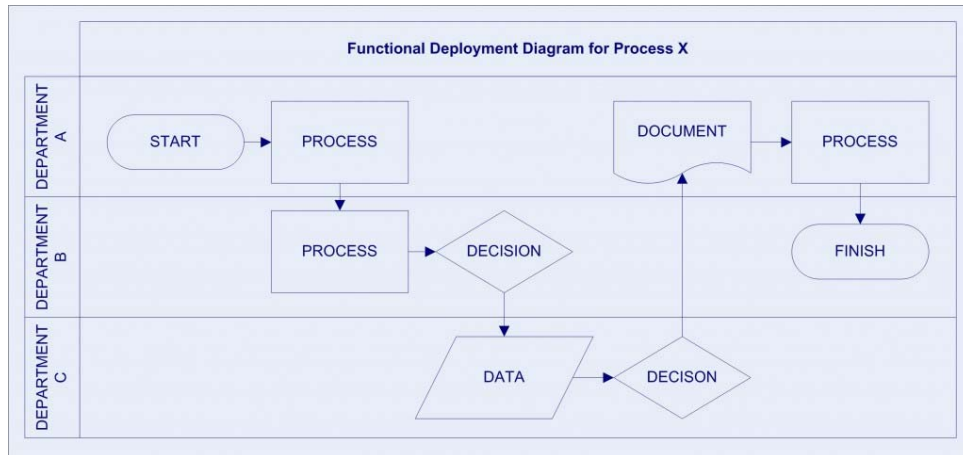 Functional Deployment Diagram for Process X
DEPARTMENT
A
START
PROCESS
DOCUMENT
PROCESS
DEPARTMENT
B
PROCESS
DECISION
FINISH
DEPARTMENT
C
DATA
DECISON